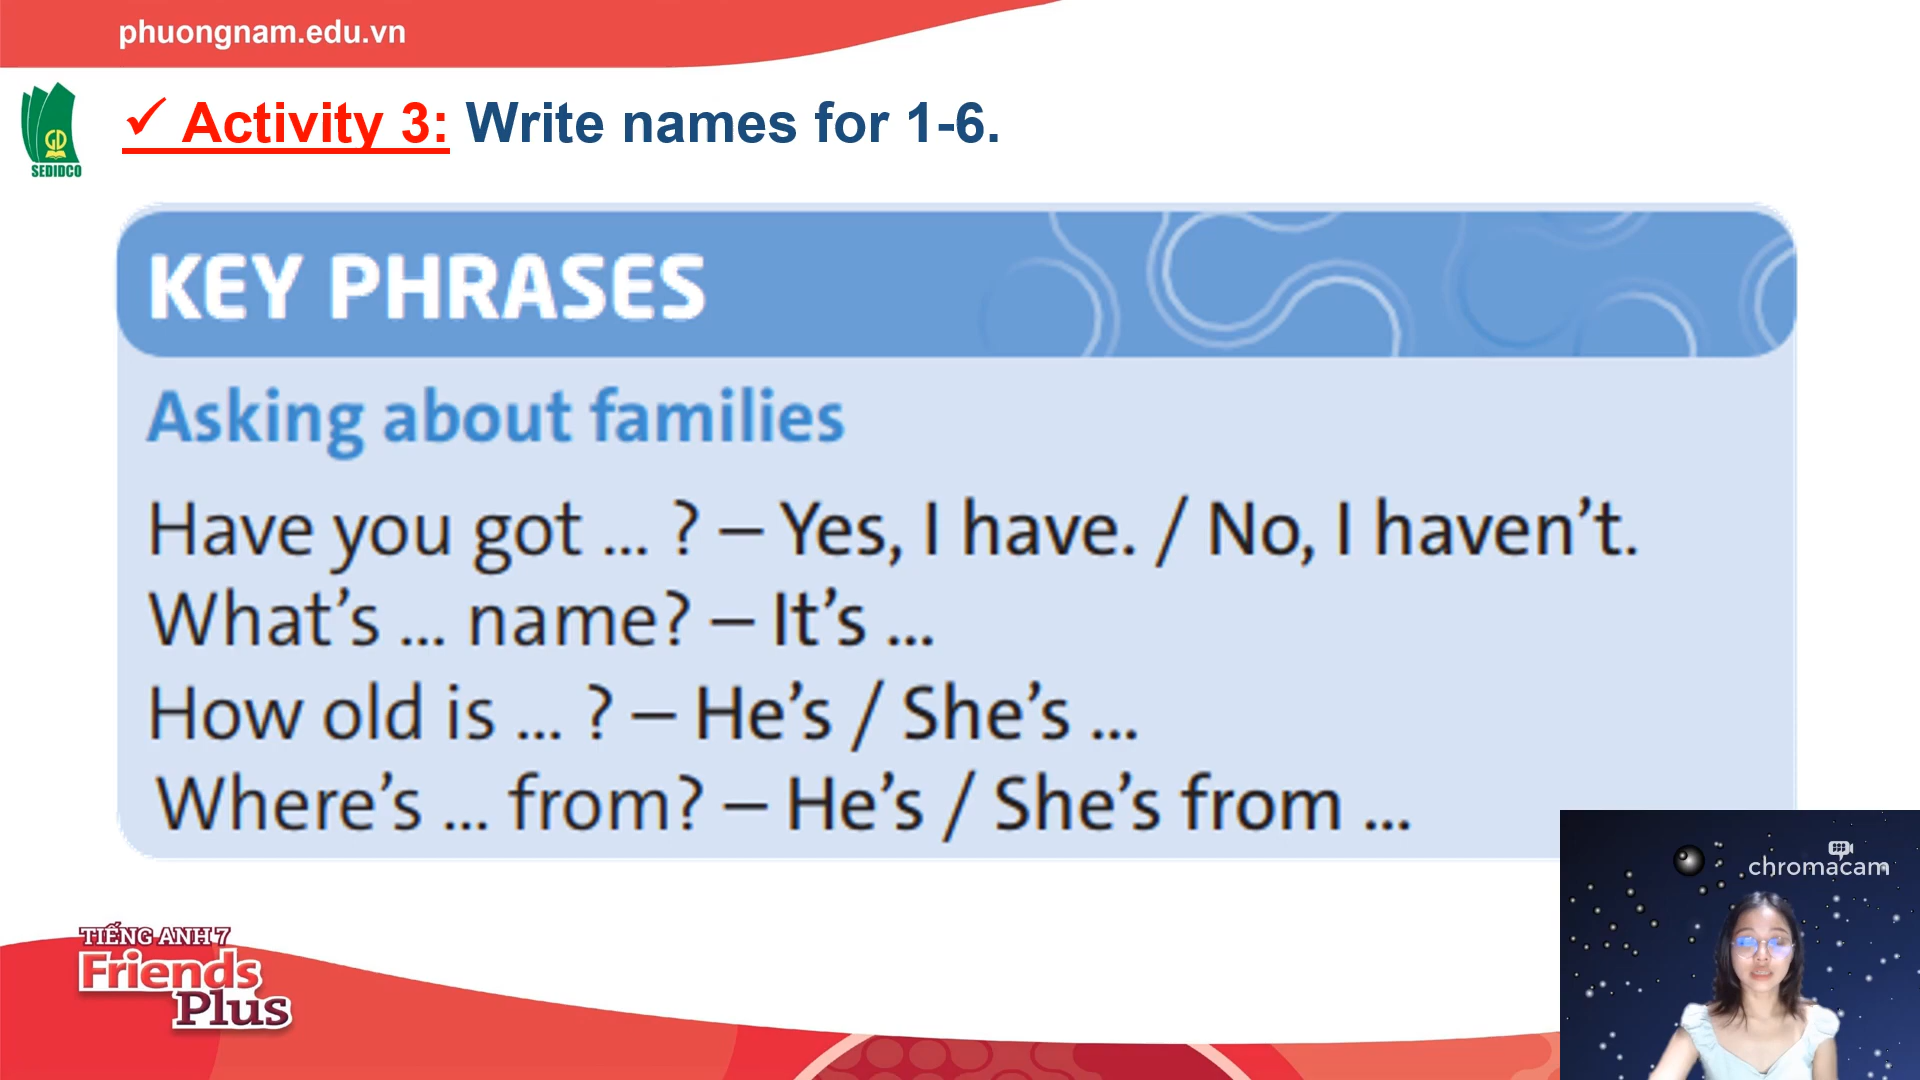 phuongnam.edu.vn
✓ Activity 3: Write names for 1-6.
SEDIDCO
KEY PHRASES
Asking about families
Have you got ... ? – Yes, I have. / No, I haven’t.
What’s ... name? – It’s ...
How old is ... ? – He’s / She’s ...
Where’s ... from? – He’s / She’s from ...
chromacam
TIẾNG ANH 7
Friends
Plus